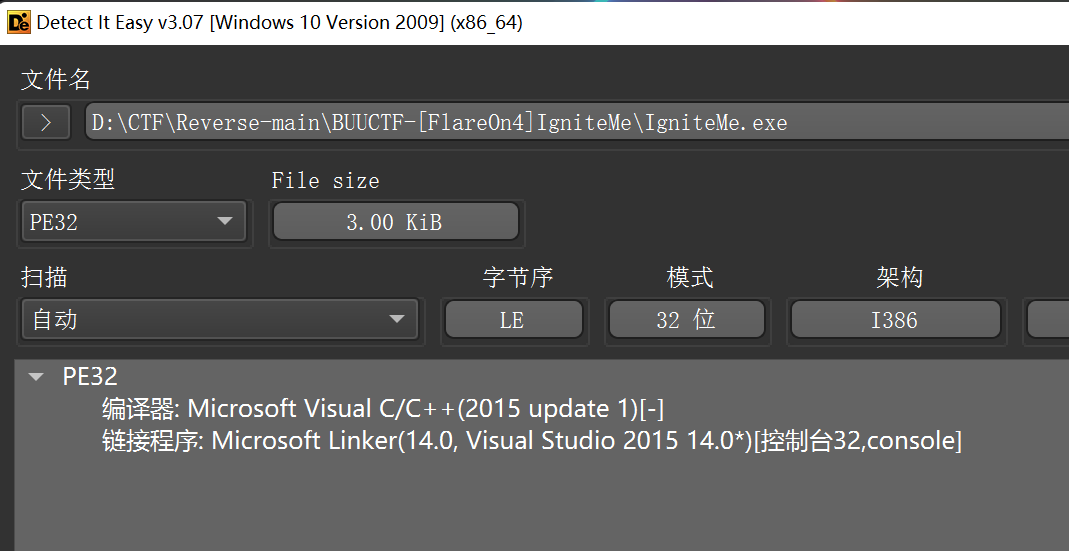 Detect It Easy v3.07 [Windows 10 Version 2009] (x86_64)
文件名
> D:\CTF\Reverse-main\BUUCTF-[FlareOn4]IgniteMe\IgniteMe.exe
文件类型 File size
PE32 3.00 KiB
扫描 字节序 模式 架构
自动 LE 32 位 I386
PE32
编译器: Microsoft Visual C/C++(2015 update 1)[-]
链接程序: Microsoft Linker(14.0, Visual Studio 2015 14.0*)[控制台32,console]